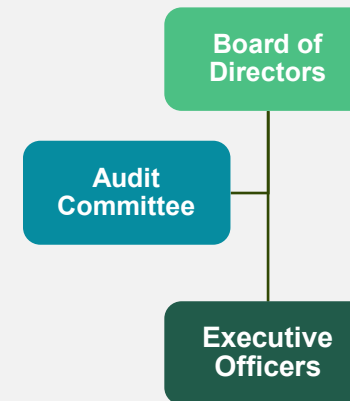 Board of
Directors
Audit
Committee
Executive
Officers